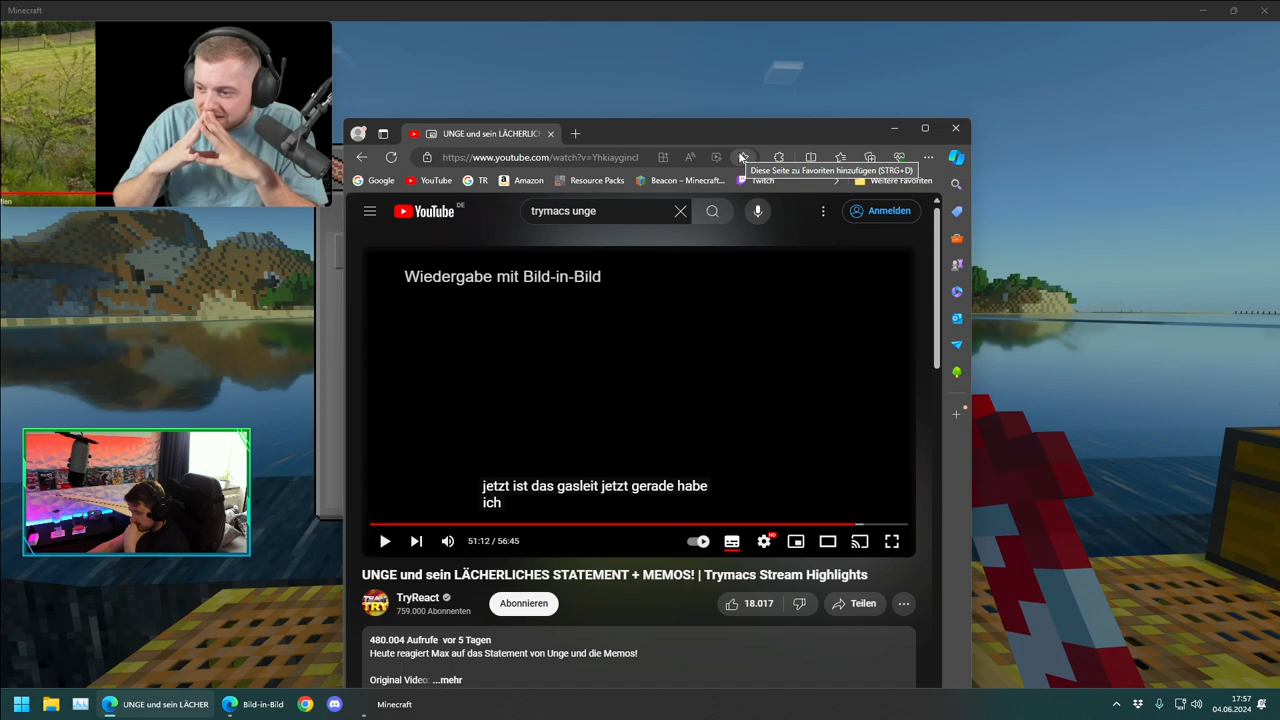 Minecraft
UNGE und sein LÄCHERLIC
https://www.youtube.com/watch?v=Yhkiaygincl
Diese Seite zu Favoriten hinzufügen (STRG+D)
Google
YouTube
TR
Amazon
Resource Packs
Beacon – Minecraft...
Twitch
Weitere Favoriten
YouTube DE
trymacs unge
Anmelden
Wiedergabe mit Bild-in-Bild
jetzt ist das gasleit jetzt gerade habe
ich
51:12 / 56:45
HD
UNGE und sein LÄCHERLICHES STATEMENT + MEMOS! | Trymacs Stream Highlights
TryReact
759.000 Abonnenten
Abonnieren
18.017
Teilen
480.004 Aufrufe vor 5 Tagen
Heute reagiert Max auf das Statement von Unge und die Memos!
Original Video: ...mehr
UNGE und sein LÄCHER
Bild-in-Bild
Minecraft
17:57
04.06.2024